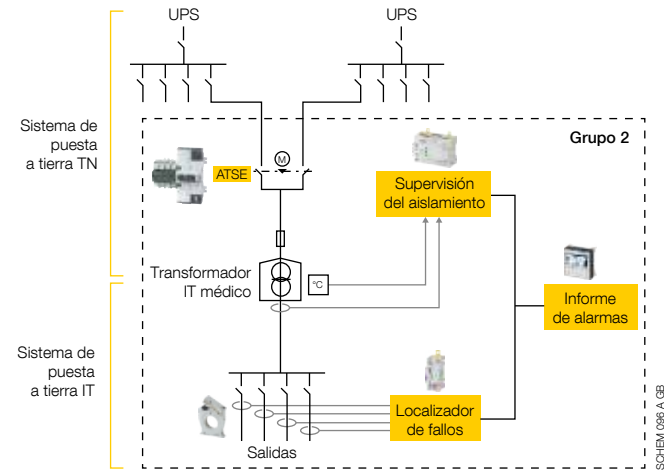 UPS
UPS
Sistema de
puesta
a tierra TN
Grupo 2
M
ATSE
Supervisión
del aislamiento
Transformador
IT médico
°C
Informe
de alarmas
Sistema de
puesta
a tierra IT
Localizador
de fallos
Salidas
SCHEM 096 A GB